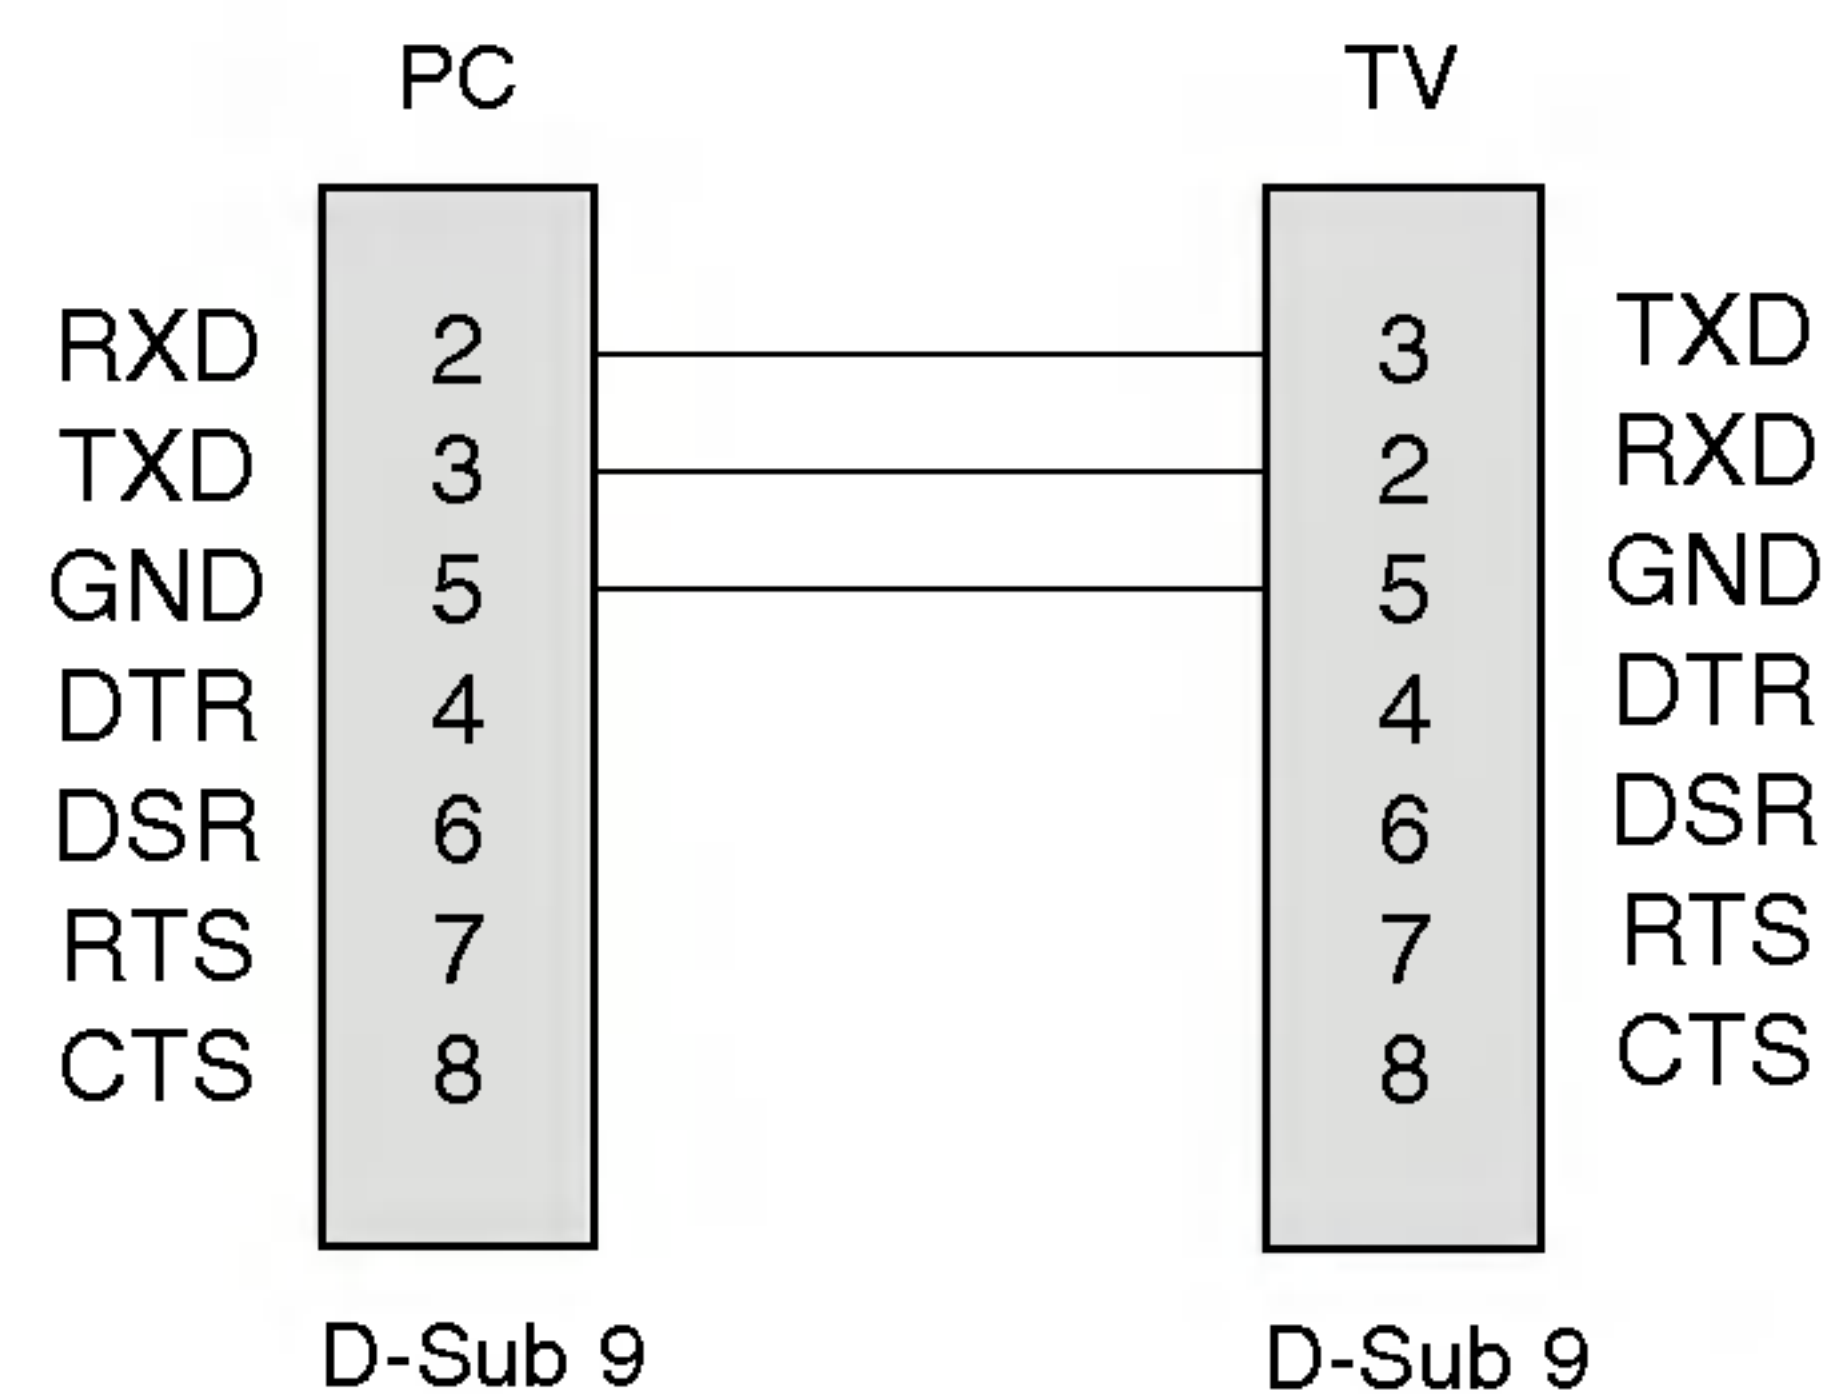 PC TV
RXD 2 3 TXD
TXD 3 2 RXD
GND 5 5 GND
DTR 4 4 DTR
DSR 6 6 DSR
RTS 7 7 RTS
CTS 8 8 CTS
D-Sub 9 D-Sub 9